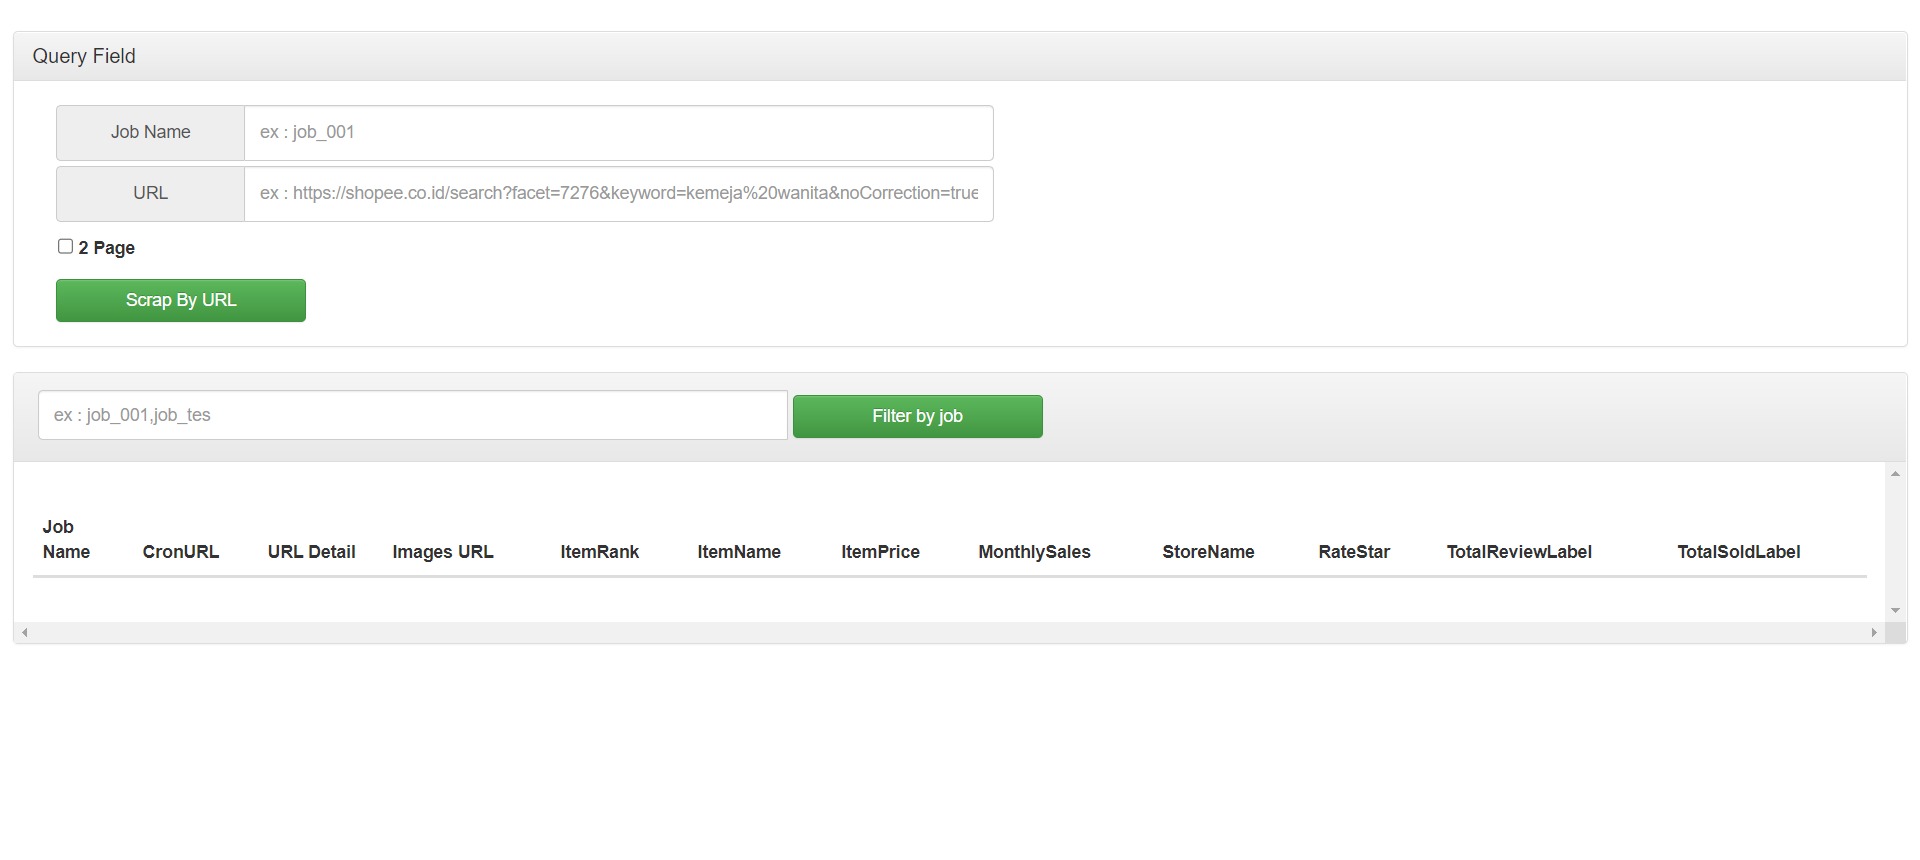 Query Field
Job Name
ex : job_001
URL
ex : https://shopee.co.id/search?facet=7276&keyword=kemeja%20wanita&noCorrection=true
2 Page
Scrap By URL
ex : job_001,job_tes
Filter by job
Job
Name CronURL URL Detail Images URL ItemRank ItemName ItemPrice MonthlySales StoreName RateStar TotalReviewLabel TotalSoldLabel